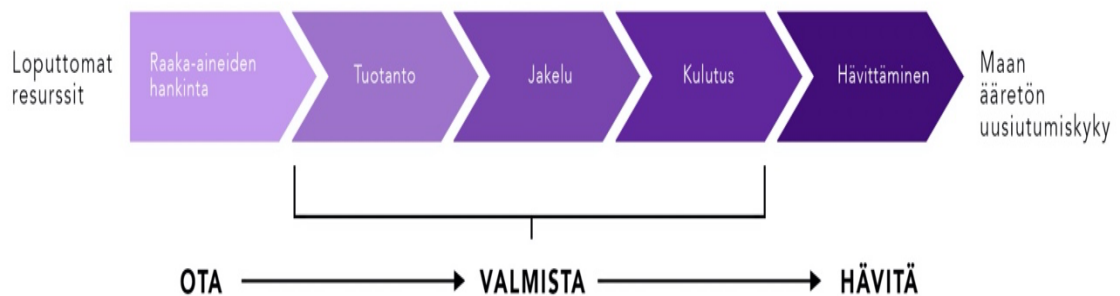 Loputtomat
resurssit
Raaka-aineiden
hankinta
Tuotanto
Jakelu
Kulutus
Hävittäminen
Maan
ääretön
uusiutumiskyky
OTA
VALMISTA
HÄVITÄ